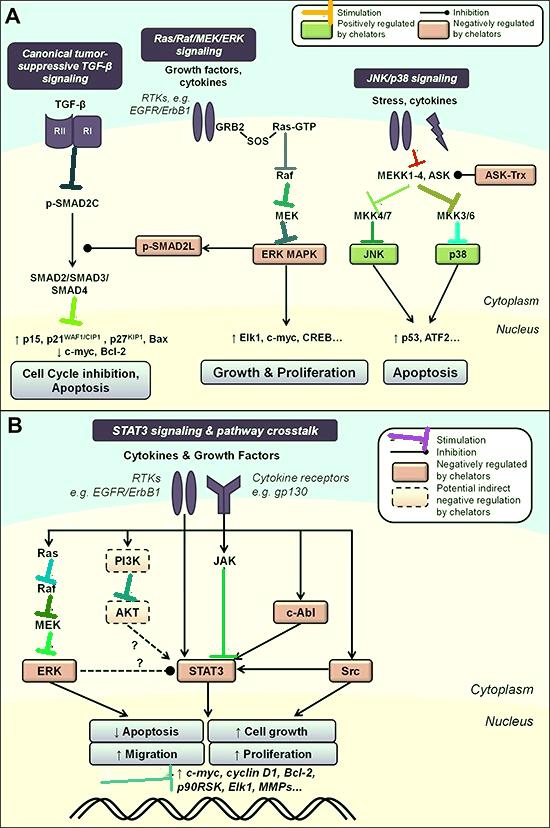 A
Stimulation
Inhibition
Positively regulated
by chelators
Negatively regulated
by chelators
Canonical tumor-
suppressive TGF-β
signaling
Ras/Raf/MEK/ERK
signaling
JNK/p38 signaling
TGF-β
RII
RI
Growth factors,
cytokines
RTKs, e.g.
EGFR/ErbB1
GRB2
SOS
Ras-GTP
Stress, cytokines
Raf
MEKK1-4, ASK
ASK-Trx
p-SMAD2C
MEK
MKK4/7
MKK3/6
p-SMAD2L
ERK MAPK
JNK
p38
SMAD2/SMAD3/
SMAD4
Cytoplasm
Nucleus
↑ p15, p21WAF1/CIP1 , p27KIP1, Bax
↓ c-myc, Bcl-2
↑ Elk1, c-myc, CREB...
↑ p53, ATF2...
Cell Cycle inhibition,
Apoptosis
Growth & Proliferation
Apoptosis
B
STAT3 signaling & pathway crosstalk
Stimulation
Inhibition
Negatively regulated
by chelators
Potential indirect
negative regulation
by chelators
Cytokines & Growth Factors
RTKs
e.g. EGFR/ErbB1
Cytokine receptors
e.g. gp130
Ras
PI3K
JAK
Raf
AKT
c-Abl
MEK
?
?
ERK
STAT3
Src
Cytoplasm
Nucleus
↓ Apoptosis
↑ Cell growth
↑ Migration
↑ Proliferation
↑ c-myc, cyclin D1, Bcl-2,
p90RSK, Elk1, MMPs...